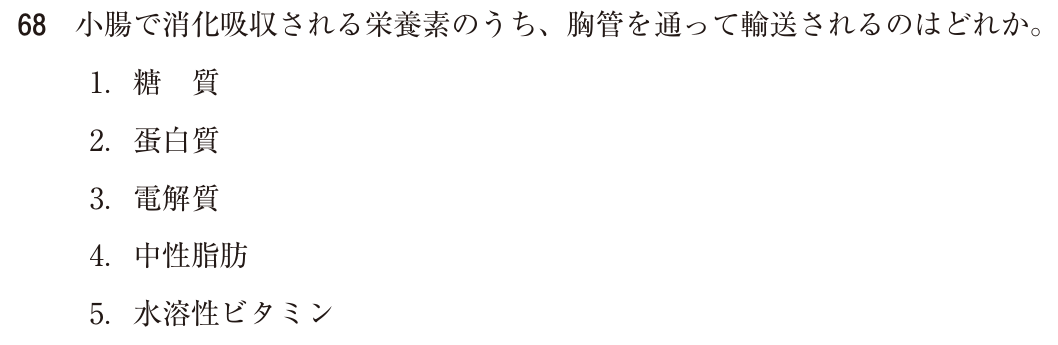 68 小腸で消化吸収される栄養素のうち、胸管を通って輸送されるのはどれか。
1. 糖　質
2. 蛋白質
3. 電解質
4. 中性脂肪
5. 水溶性ビタミン